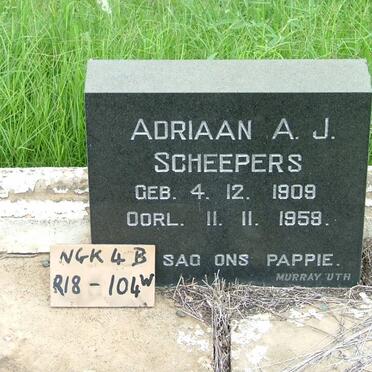 ADRIAAN A. J.
SCHEEPERS
GEB. 4. 12. 1909
OORL. 11. 11. 1959.
SAG ONS PAPPIE.
MURRAY UTH
NGK 4 B
R18 - 104W